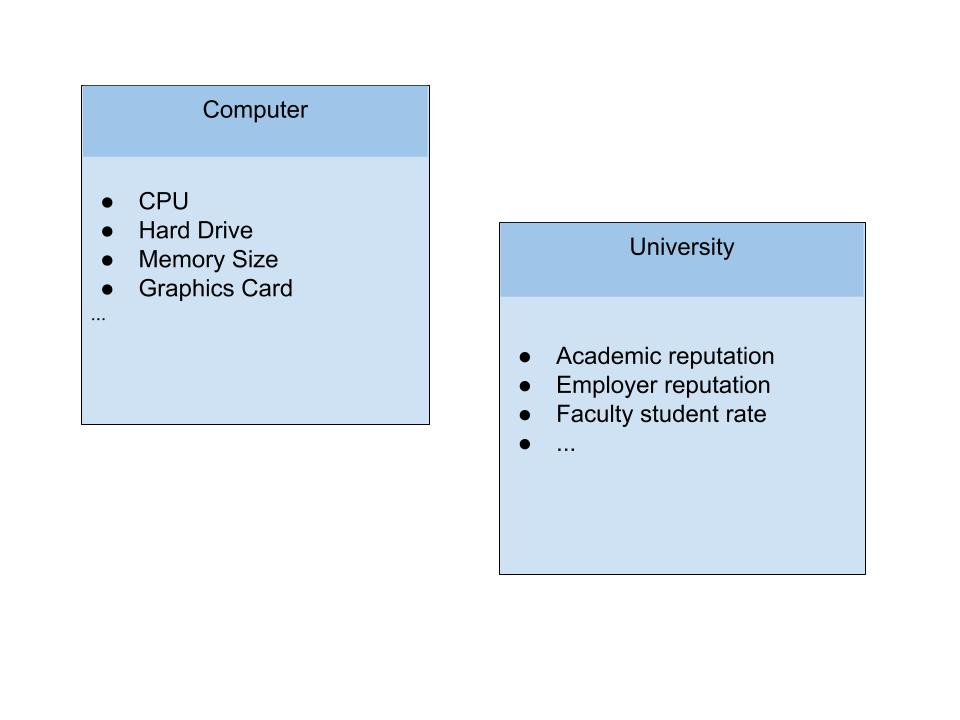 Computer
● CPU
● Hard Drive
● Memory Size
● Graphics Card
...
University
● Academic reputation
● Employer reputation
● Faculty student rate
● ...